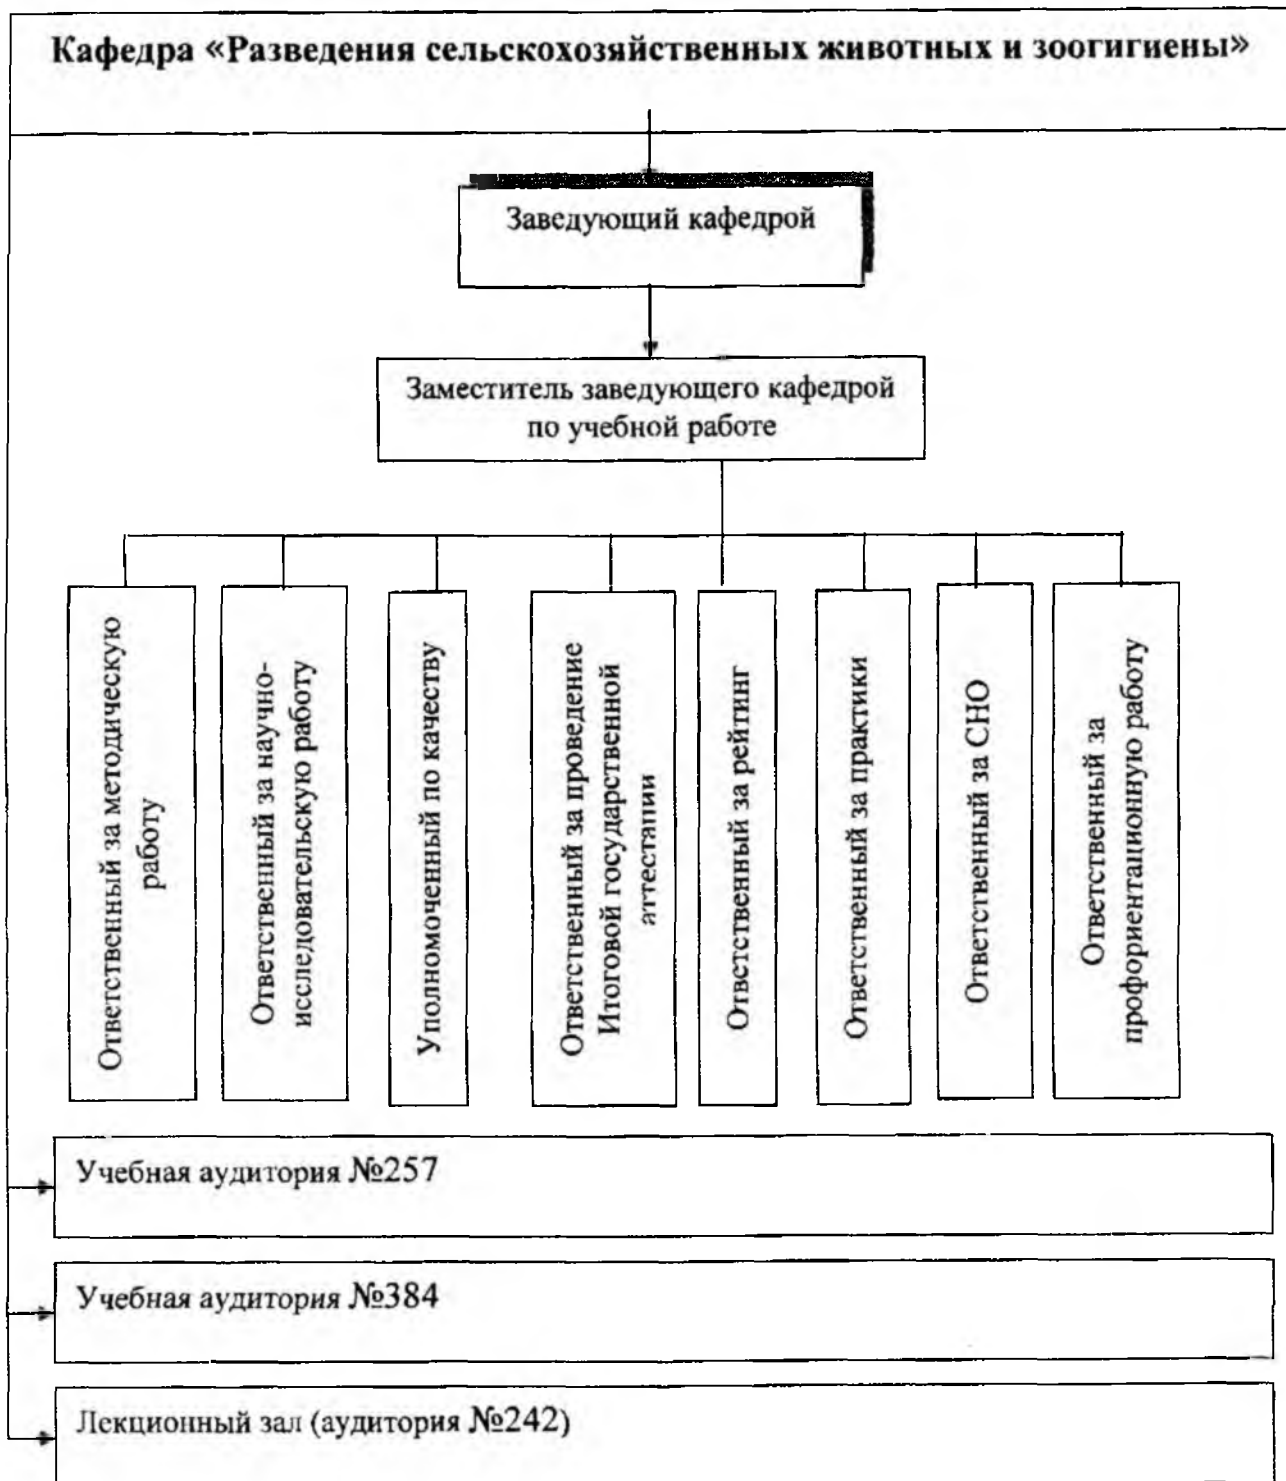 Кафедра «Разведения сельскохозяйственных животных и зоогигиены»
Заведующий кафедрой
Заместитель заведующего кафедрой
по учебной работе
Ответственный за методическую
работу
Ответственный за научно-
исследовательскую работу
Уполномоченный по качеству
Ответственный за проведение
Итоговой государственной
аттестации
Ответственный за рейтинг
Ответственный за практики
Ответственный за СНО
Ответственный за
профориентационную работу
Учебная аудитория №257
Учебная аудитория №384
Лекционный зал (аудитория №242)